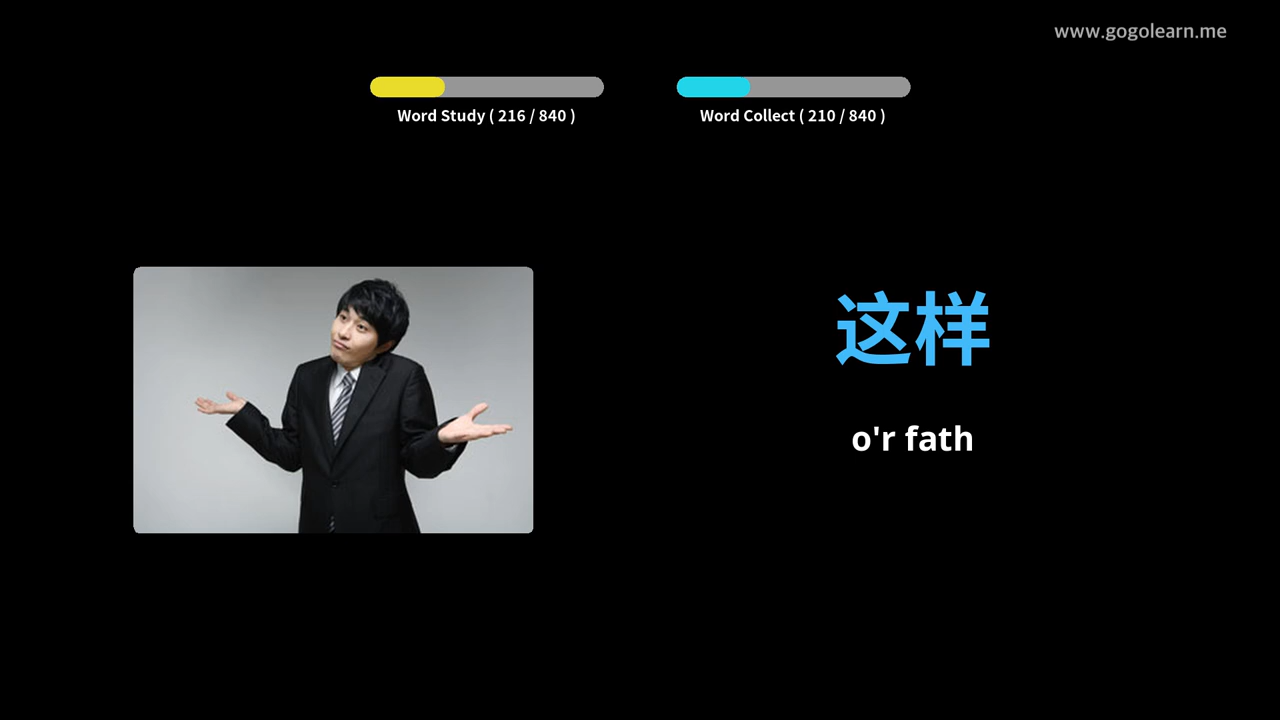 www.gogolearn.me
Word Study ( 216 / 840 )
Word Collect ( 210 / 840 )
这样
o'r fath